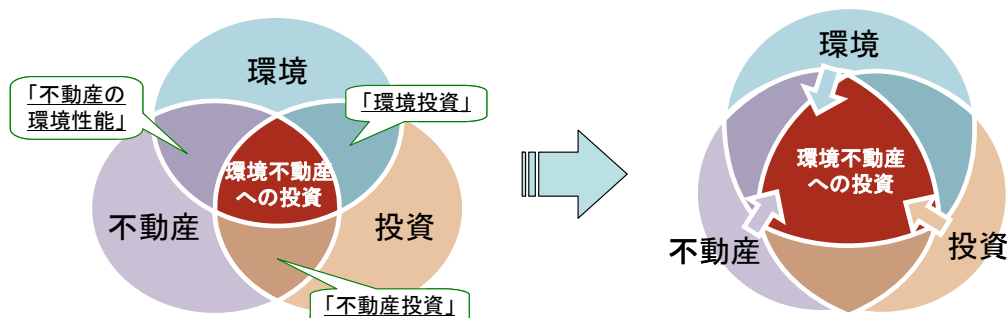 環境
「不動産の
環境性能」
「環境投資」
環境不動産
への投資
不動産
投資
「不動産投資」
環境
環境不動産
への投資
不動産
投資